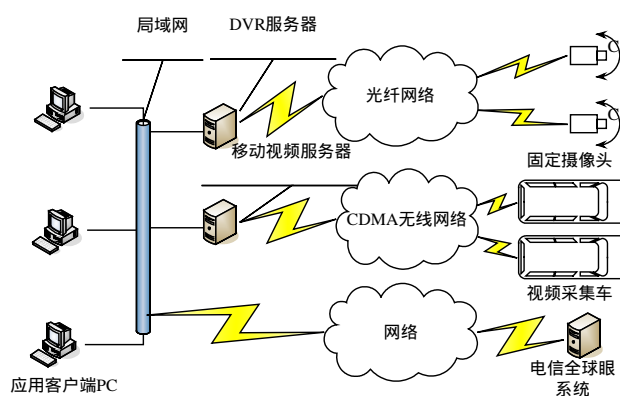 局域网
DVR服务器
光纤网络
C
C
移动视频服务器
固定摄像头
CDMA无线网络
视频采集车
网络
应用客户端PC
电信全球眼
系统